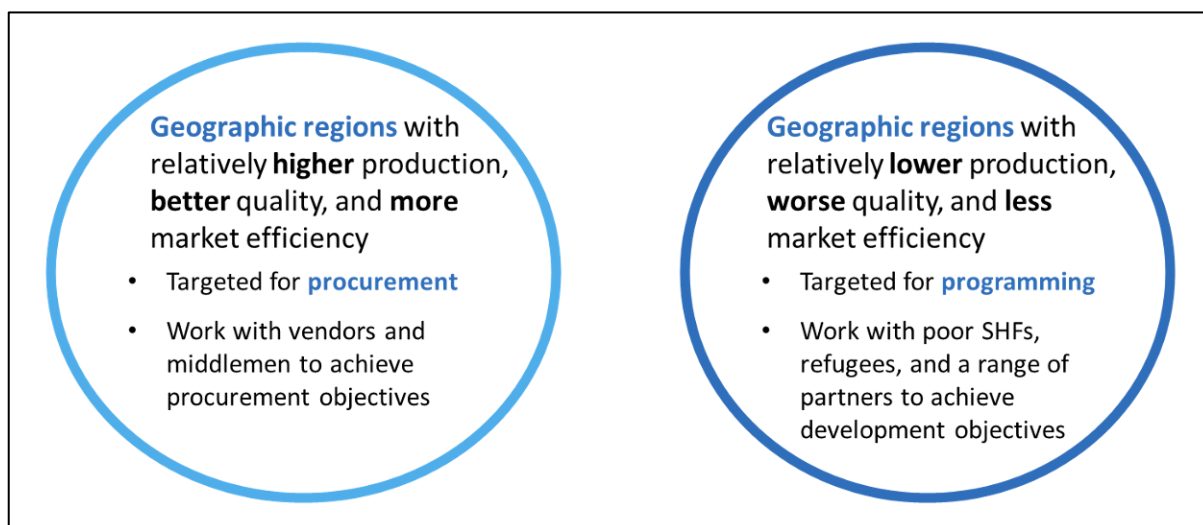 Geographic regions with
relatively higher production,
better quality, and more
market efficiency
• Targeted for procurement
• Work with vendors and
middlemen to achieve
procurement objectives
Geographic regions with
relatively lower production,
worse quality, and less
market efficiency
• Targeted for programming
• Work with poor SHFs,
refugees, and a range of
partners to achieve
development objectives